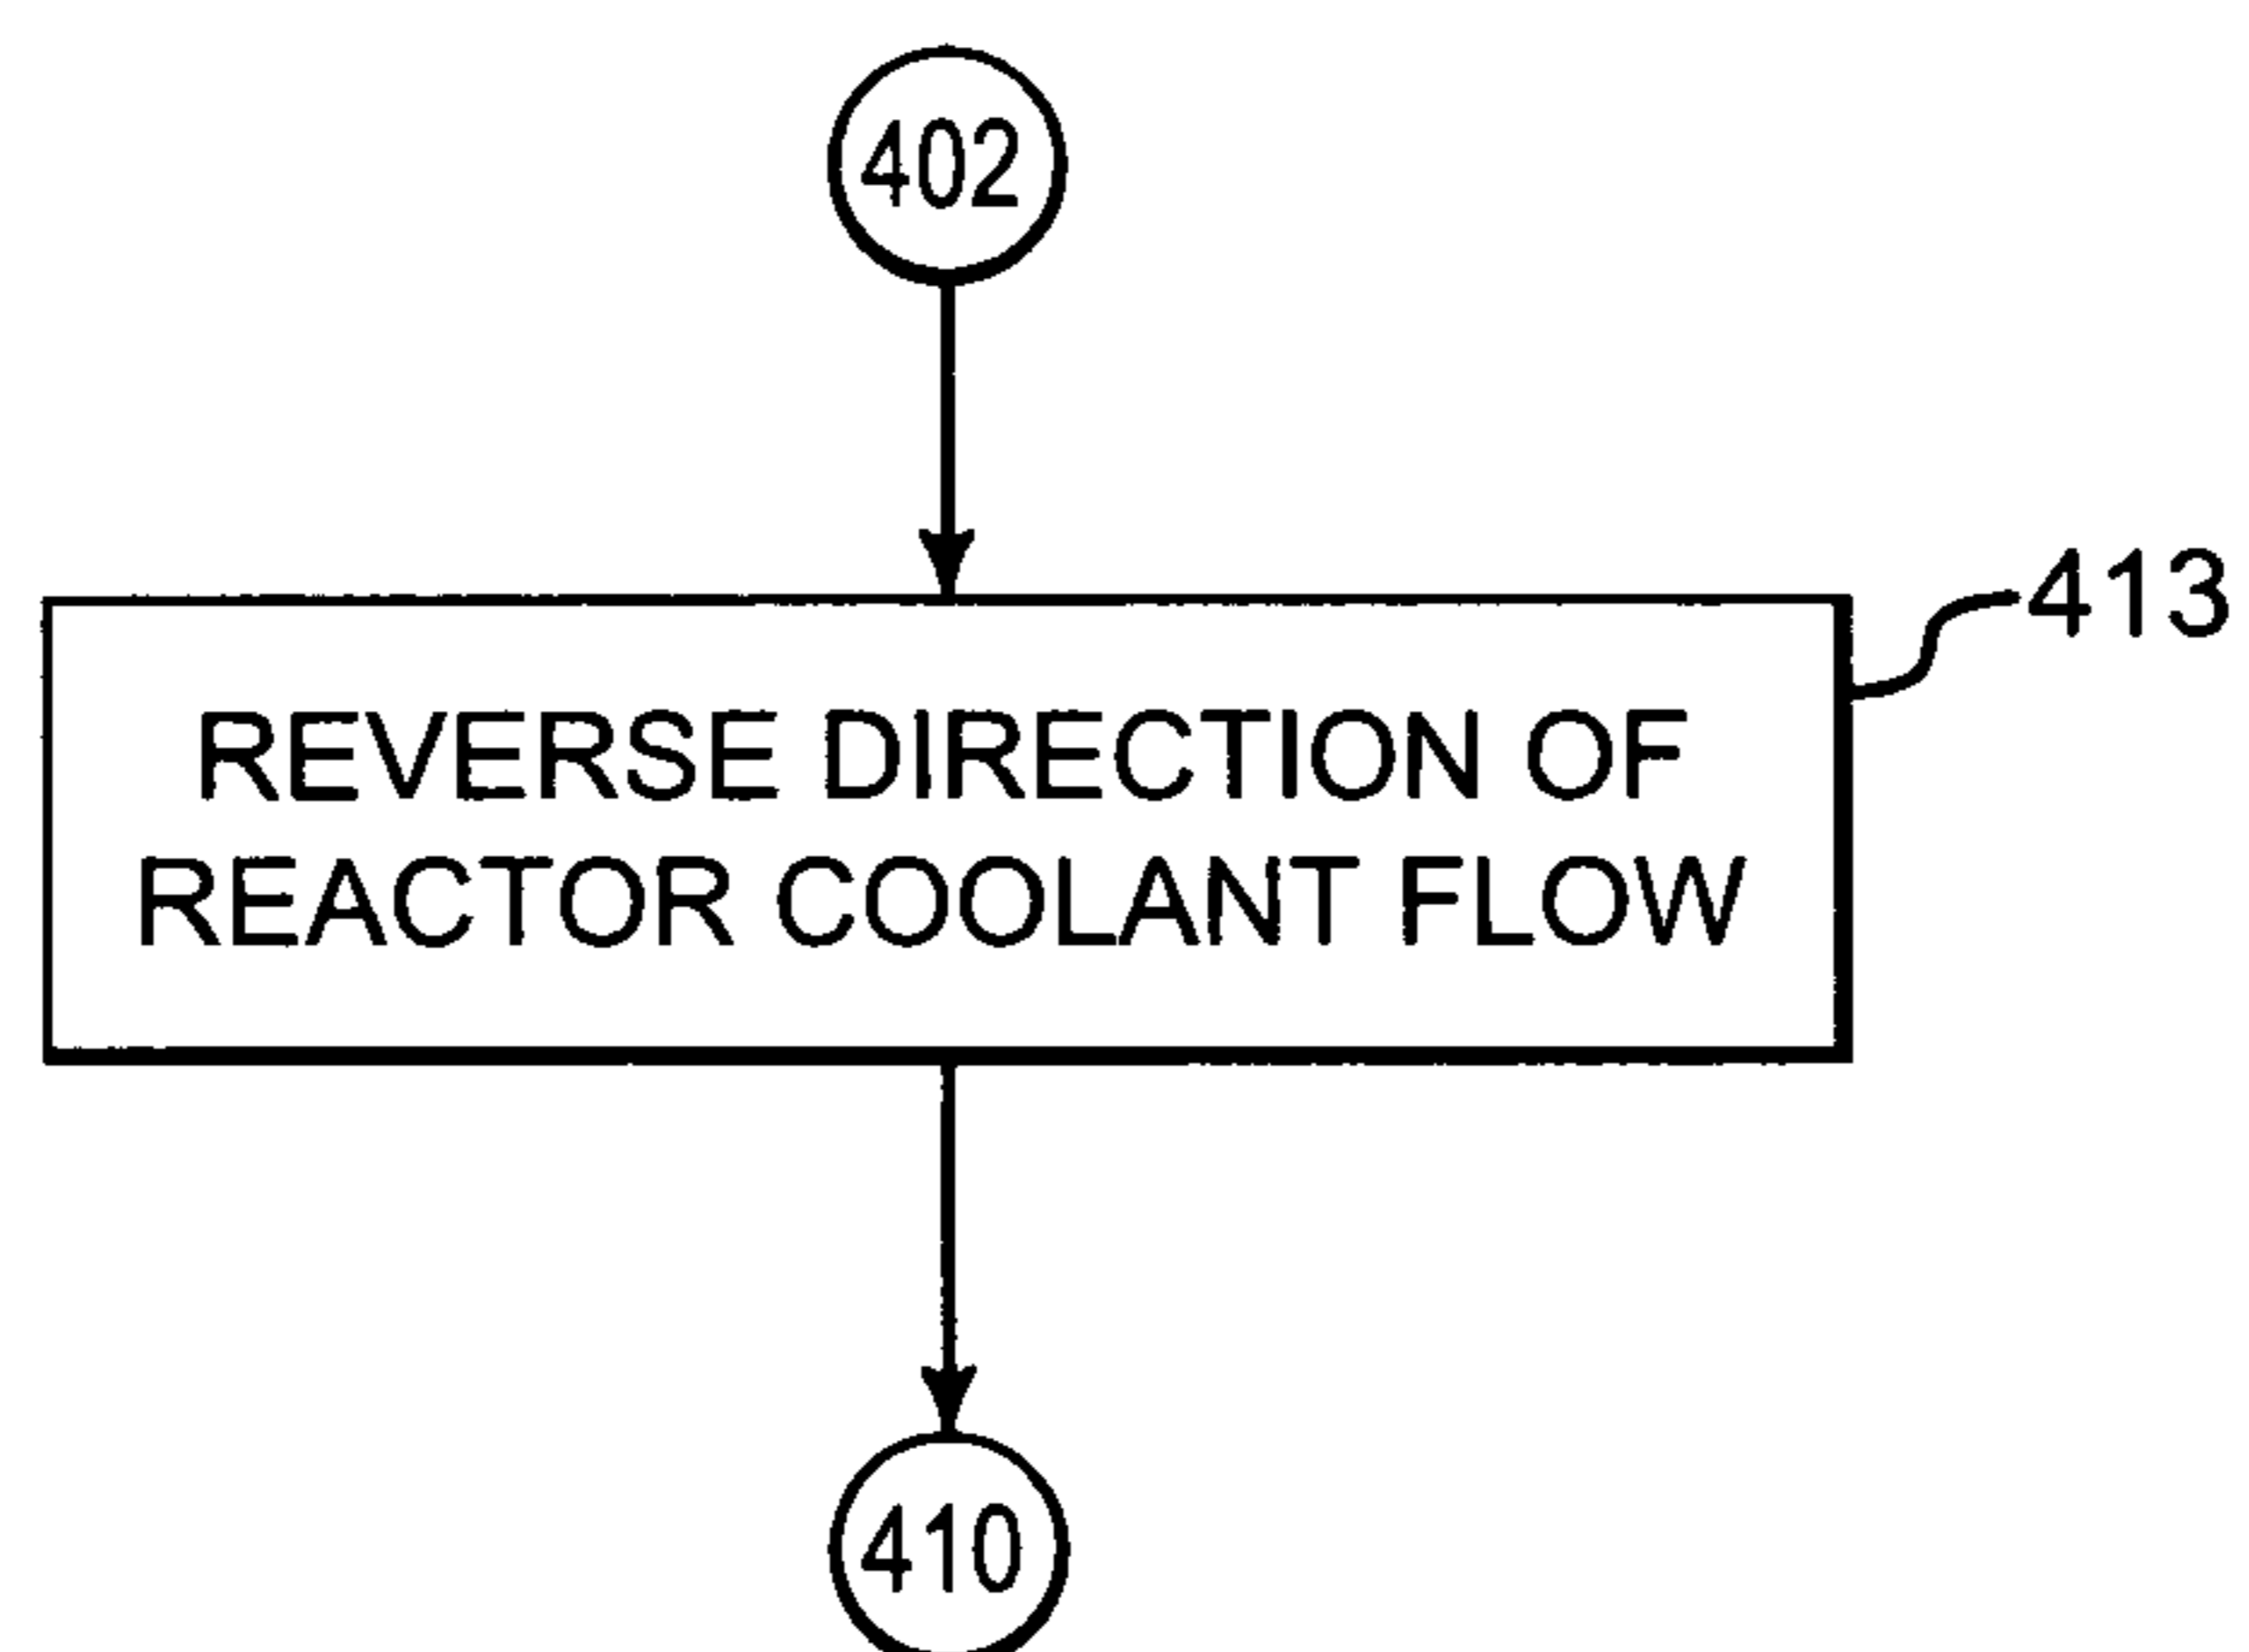 402
413
REVERSE DIRECTION OF
REACTOR COOLANT FLOW
410